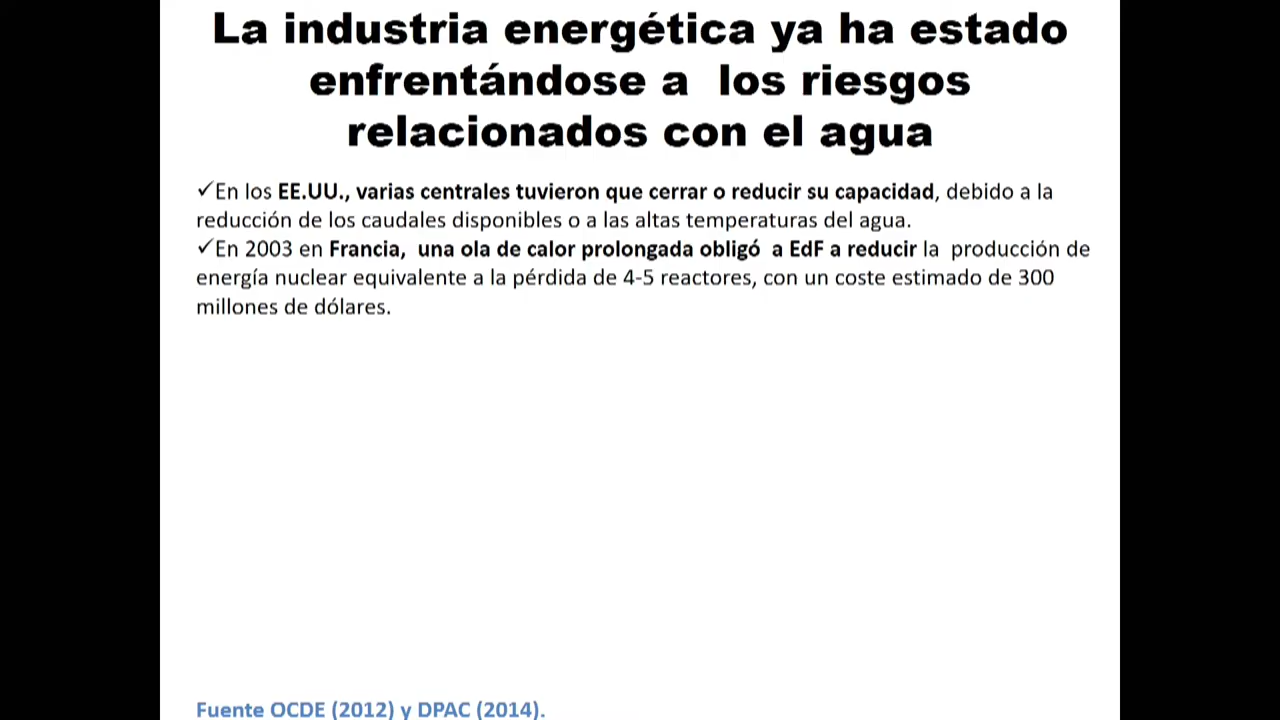 La industria energética ya ha estado
enfrentándose a  los riesgos
relacionados con el agua
✓En los EE.UU., varias centrales tuvieron que cerrar o reducir su capacidad, debido a la
reducción de los caudales disponibles o a las altas temperaturas del agua.
✓En 2003 en Francia,  una ola de calor prolongada obligó  a EdF a reducir la  producción de
energía nuclear equivalente a la pérdida de 4-5 reactores, con un coste estimado de 300
millones de dólares.
Fuente OCDE (2012) y DPAC (2014).